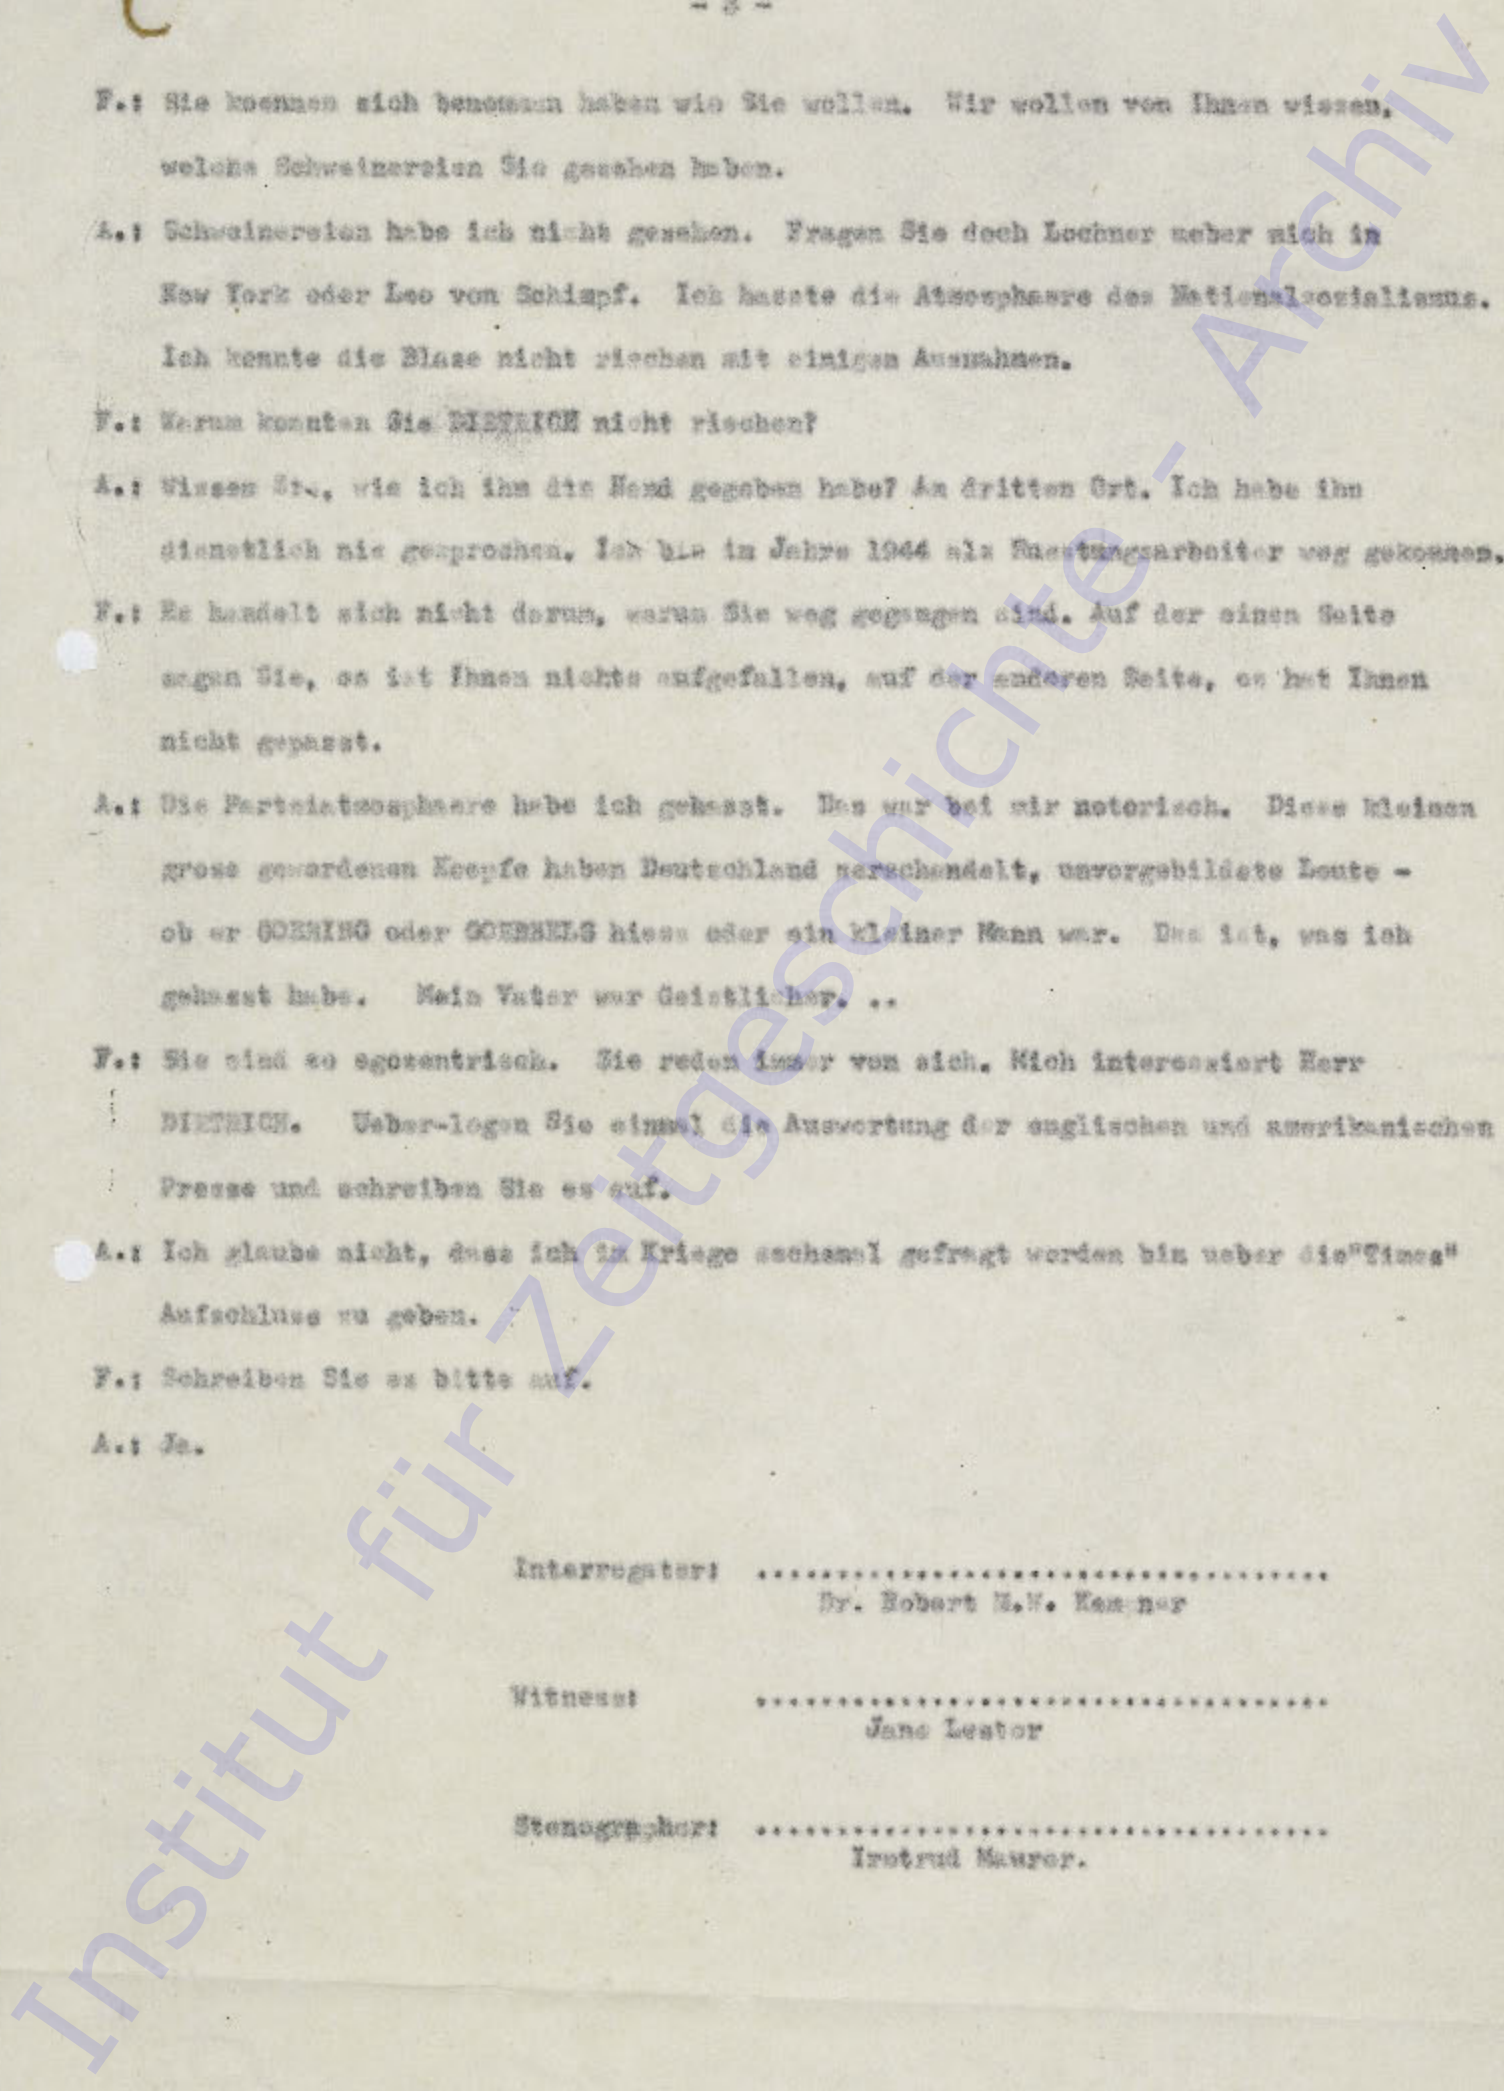 - 3 -
F.: Sie koennen sich benommen haben wie Sie wollen. Wir wollen von Ihnen wissen,
welche Schweinereien Sie gesehen haben.
A.: Schweinereien habe ich nicht gesehen. Fragen Sie doch Lochner ueber mich in
New York oder Leo von Schimpf. Ich hasste die Atmosphaere des Nationalsozialismus.
Ich konnte die Blase nicht riechen mit einigen Ausnahmen.
F.: Warum konnten Sie DIETRICH nicht riechen?
A.: Wissen Sie, wie ich ihm die Hand gegeben habe? Am dritten Ort. Ich habe ihn
dienstlich nie gesprochen. Ich bin im Jahre 1944 als Ruestungsarbeiter weg gekommen.
F.: Es handelt sich nicht darum, warum Sie weg gegangen sind. Auf der einen Seite
sagen Sie, es ist Ihnen nichts aufgefallen, auf der anderen Seite, es hat Ihnen
nicht gepasst.
A.: Die Parteiatmosphaere habe ich gehasst. Das war bei mir notorisch. Diese kleinen
gross gewordenen Koepfe haben Deutschland verschandelt, unvorgebildete Leute -
ob er GOERING oder GOEBBELS hiess oder ein kleiner Mann war. Das ist, was ich
gehasst habe. Mein Vater war Geistlicher. ..
F.: Sie sind so egozentrisch. Sie reden immer von sich. Mich interessiert Herr
DIETRICH. Ueber-legen Sie einmal die Auswertung der englischen und amerikanischen
Presse und schreiben Sie es auf.
A.: Ich glaube nicht, dass ich im Kriege sechsmal gefragt worden bin ueber die"Times"
Aufschluss zu geben.
F.: Schreiben Sie es bitte auf.
A.: Ja.
Interrogator: ....................................
Dr. Robert M.W. Kempner
Witness: ....................................
Jane Lester
Stenographer: ....................................
Irmtrud Maurer.
Institut für Zeitgeschichte - Archiv